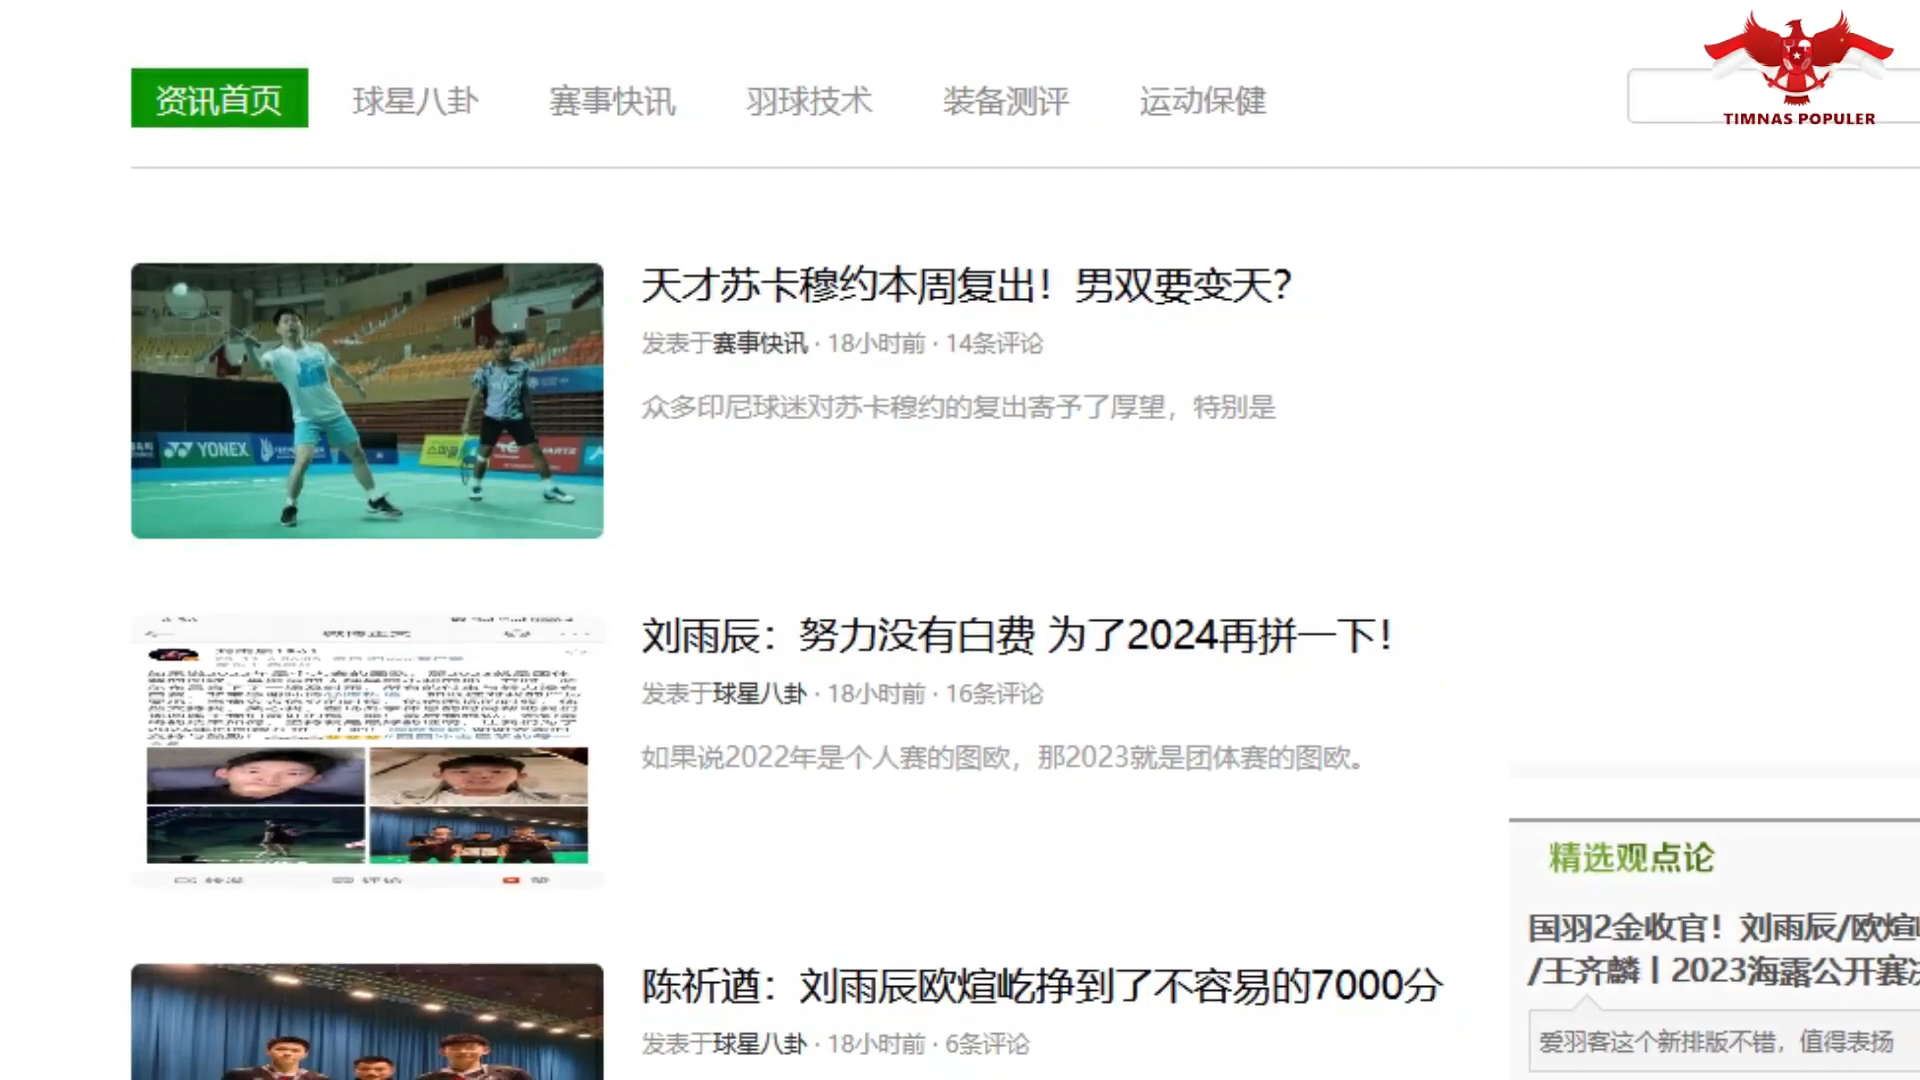 资讯首页 球星八卦 赛事快讯 羽球技术 装备测评 运动保健
TIMNAS POPULER
天才苏卡穆约本周复出！男双要变天？
发表于赛事快讯 · 18小时前 · 14条评论
众多印尼球迷对苏卡穆约的复出寄予了厚望，特别是
YONEX
刘雨辰：努力没有白费 为了2024再拼一下！
发表于球星八卦 · 18小时前 · 16条评论
如果说2022年是个人赛的图欧，那2023就是团体赛的图欧。
陈祈遒：刘雨辰欧烜屹挣到了不容易的7000分
发表于球星八卦 · 18小时前 · 6条评论
精选观点论
国羽2金收官！刘雨辰/欧烜
/王齐麟丨2023海露公开赛
爱羽客这个新排版不错，值得表扬